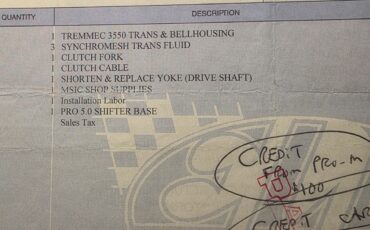 QUANTITY DESCRIPTION
1 TREMMEC 3550 TRANS & BELLHOUSING
3 SYNCHROMESH TRANS FLUID
1 CLUTCH FORK
1 CLUTCH CABLE
1 SHORTEN & REPLACE YOKE (DRIVE SHAFT)
1 MSIC SHOP SUPPLIES
Installation Labor
1 PRO 5.0 SHIFTER BASE
Sales Tax
CREDIT
FROM PRO-M
$100
CREDIT CAR